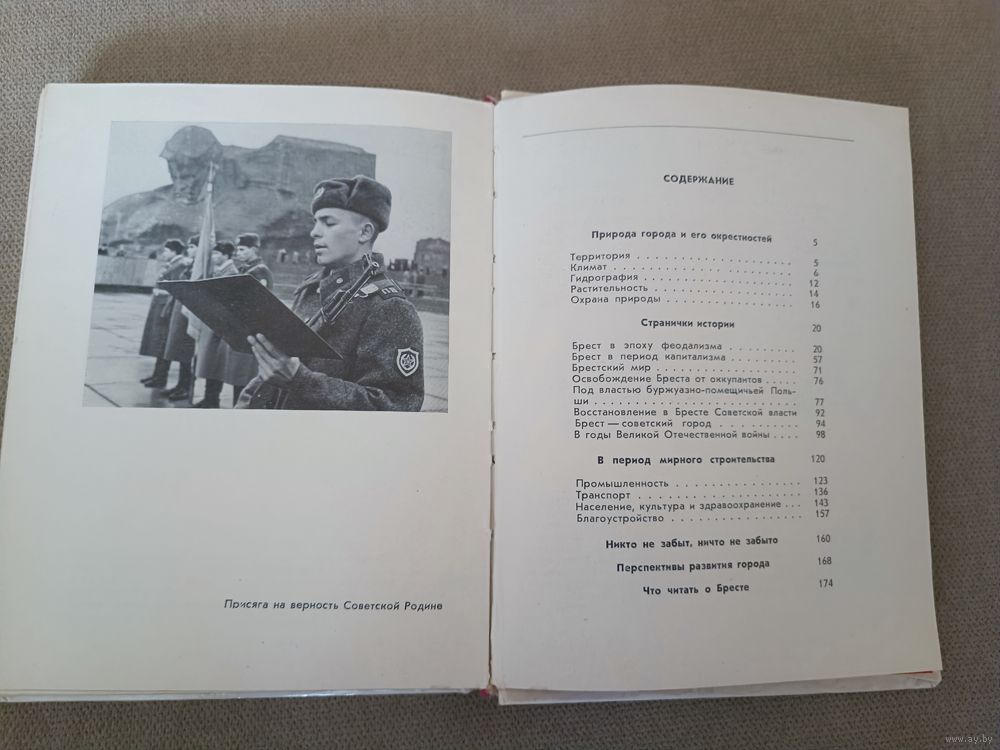 Присяга на верность Советской Родине
СОДЕРЖАНИЕ
Природа города и его окрестностей 5
Территория . . . . . . . . . . . . . . . . 5
Климат . . . . . . . . . . . . . . . . . . 6
Гидрография . . . . . . . . . . . . . . . 12
Растительность . . . . . . . . . . . . . . 14
Охрана природы . . . . . . . . . . . . . 16
Странички истории 20
Брест в эпоху феодализма . . . . . . . . 20
Брест в период капитализма . . . . . . . 57
Брестский мир . . . . . . . . . . . . . . 71
Освобождение Бреста от оккупантов . . . . . 76
Под властью буржуазно-помещичьей Поль-
ши . . . . . . . . . . . . . . . . . . . . 77
Восстановление в Бресте Советской власти 92
Брест — советский город . . . . . . . . . 94
В годы Великой Отечественной войны . . . . 98
В период мирного строительства 120
Промышленность . . . . . . . . . . . . . 123
Транспорт . . . . . . . . . . . . . . . . 136
Население, культура и здравоохранение . . . 143
Благоустройство . . . . . . . . . . . . . 157
Никто не забыт, ничто не забыто 160
Перспективы развития города 168
Что читать о Бресте 174
www.ay.by